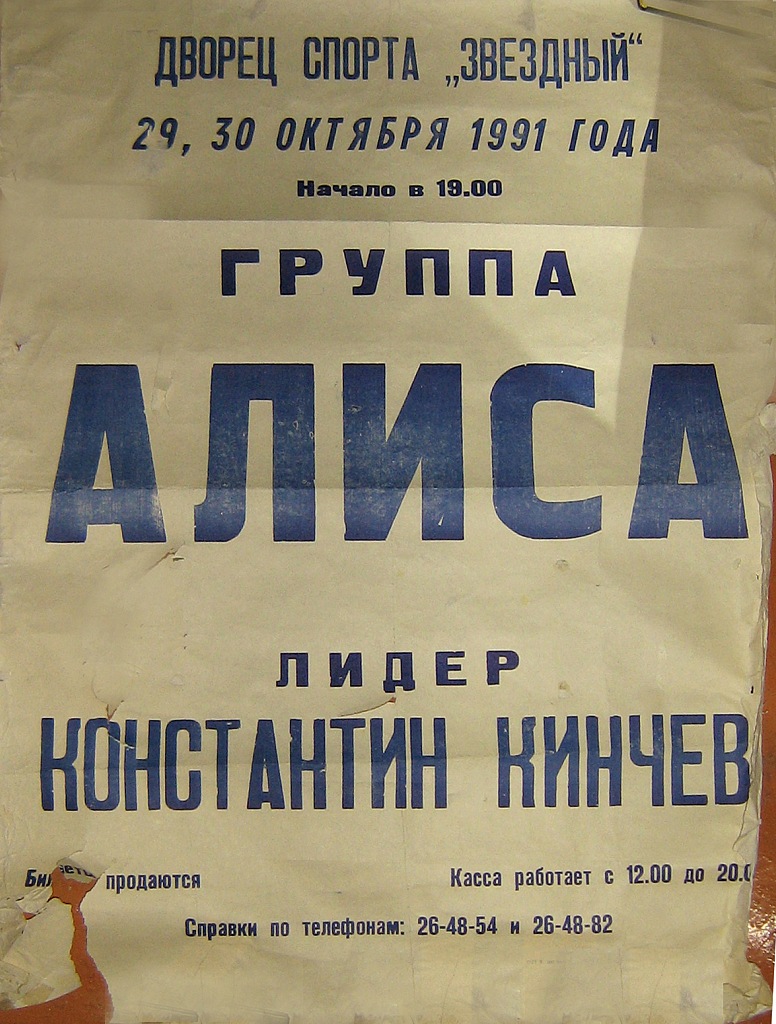 ДВОРЕЦ СПОРТА „ЗВЕЗДНЫЙ“
29, 30 ОКТЯБРЯ 1991 ГОДА
Начало в 19.00
ГРУППА
АЛИСА
ЛИДЕР
КОНСТАНТИН КИНЧЕВ
Билеты продаются Касса работает с 12.00 до 20.0
Справки по телефонам: 26-48-54 и 26-48-82